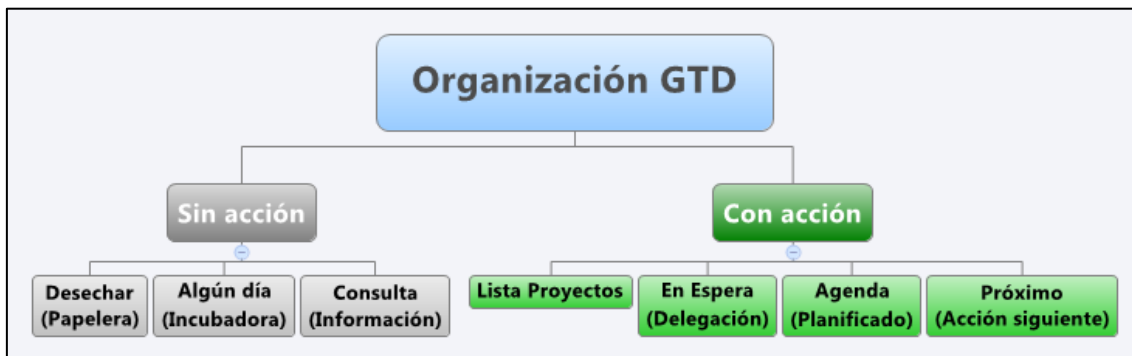 Organización GTD
Sin acción
Con acción
Desechar
(Papelera)
Algún día
(Incubadora)
Consulta
(Información)
Lista Proyectos
En Espera
(Delegación)
Agenda
(Planificado)
Próximo
(Acción siguiente)